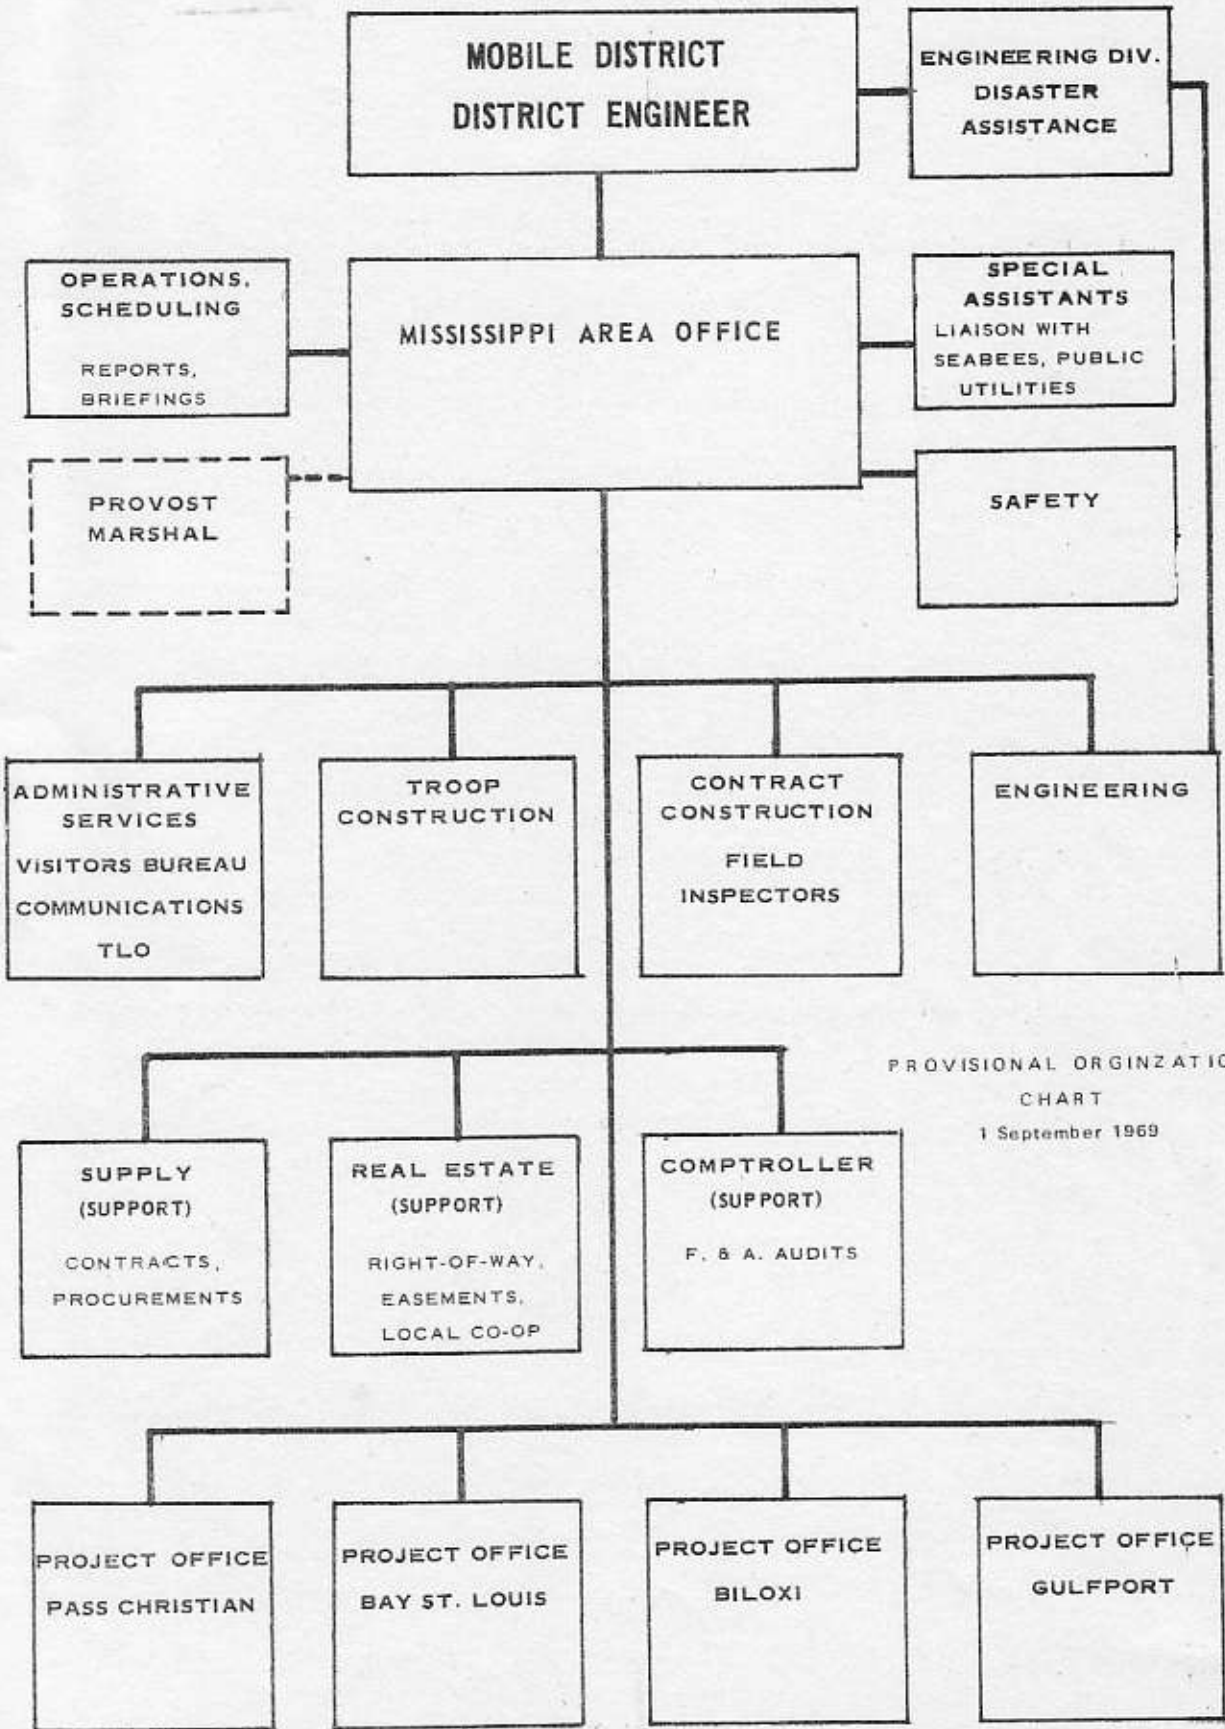 MOBILE DISTRICT
DISTRICT ENGINEER
ENGINEERING DIV.
DISASTER
ASSISTANCE
OPERATIONS,
SCHEDULING
REPORTS,
BRIEFINGS
MISSISSIPPI AREA OFFICE
SPECIAL
ASSISTANTS
LIAISON WITH
SEABEES, PUBLIC
UTILITIES
PROVOST
MARSHAL
SAFETY
ADMINISTRATIVE
SERVICES
VISITORS BUREAU
COMMUNICATIONS
TLO
TROOP
CONSTRUCTION
CONTRACT
CONSTRUCTION
FIELD
INSPECTORS
ENGINEERING
PROVISIONAL ORGINZATIO
CHART
1 September 1969
SUPPLY
(SUPPORT)
CONTRACTS,
PROCUREMENTS
REAL ESTATE
(SUPPORT)
RIGHT-OF-WAY,
EASEMENTS,
LOCAL CO-OP
COMPTROLLER
(SUPPORT)
F. & A. AUDITS
PROJECT OFFICE
PASS CHRISTIAN
PROJECT OFFICE
BAY ST. LOUIS
PROJECT OFFICE
BILOXI
PROJECT OFFICE
GULFPORT